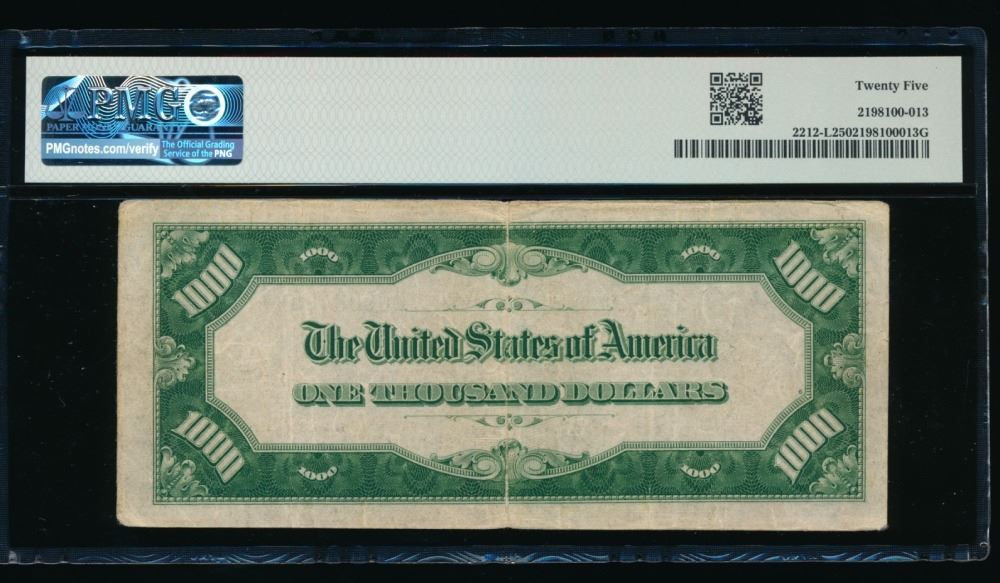 PMG
PAPER MONEY GUARANTY
PMGnotes.com/verify
The Official Grading
Service of the PNG
Twenty Five
2198100-013
2212-L2502198100013G
1000
1000
1000
1000
The United States of America
ONE THOUSAND DOLLARS
1000
1000
1000
1000